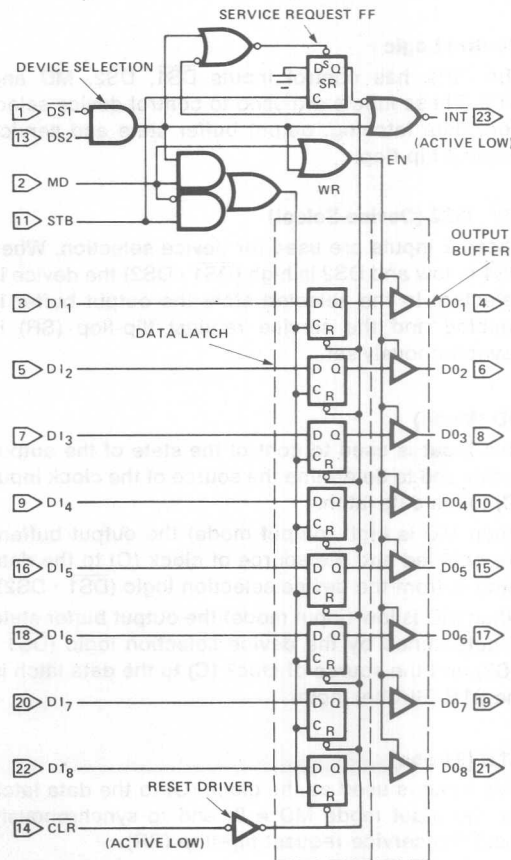 SERVICE REQUEST FF
DEVICE SELECTION
D S Q
SR
C
1 DS1
13 DS2
INT 23
(ACTIVE LOW)
EN
2 MD
WR
11 STB
OUTPUT
BUFFER
3 DI1 D Q DO1 4
DATA LATCH
C R
5 DI2 D Q DO2 6
C R
7 DI3 D Q DO3 8
C R
9 DI4 D Q DO4 10
C R
16 DI5 D Q DO5 15
C R
18 DI6 D Q DO6 17
C R
20 DI7 D Q DO7 19
C R
22 DI8 D Q DO8 21
C R
RESET DRIVER
14 CLR
(ACTIVE LOW)